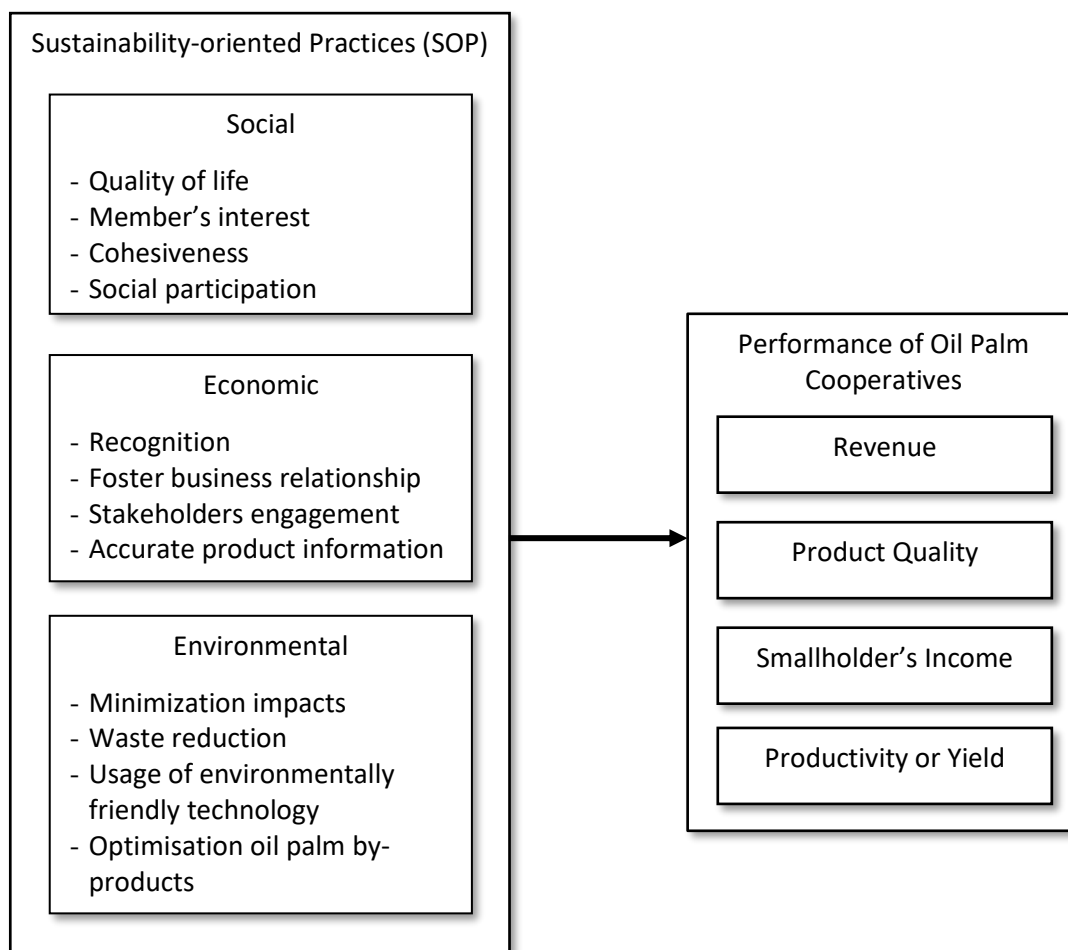 Sustainability-oriented Practices (SOP)
Social
- Quality of life
- Member’s interest
- Cohesiveness
- Social participation
Economic
- Recognition
- Foster business relationship
- Stakeholders engagement
- Accurate product information
Environmental
- Minimization impacts
- Waste reduction
- Usage of environmentally
friendly technology
- Optimisation oil palm by-
products
Performance of Oil Palm
Cooperatives
Revenue
Product Quality
Smallholder’s Income
Productivity or Yield